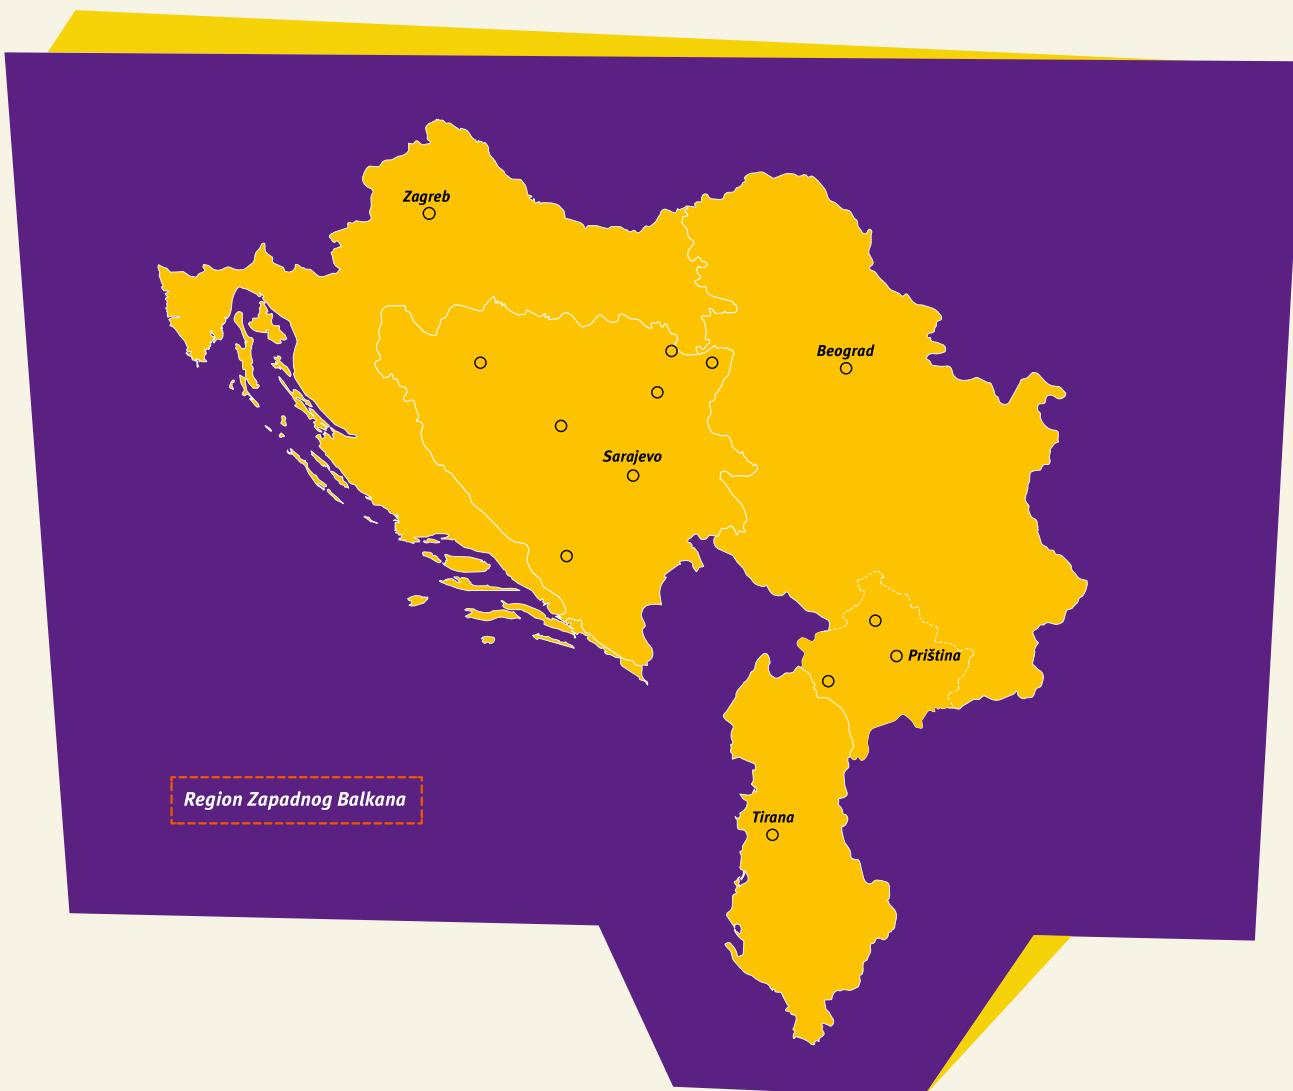 Zagreb
Beograd
Sarajevo
Priština
Region Zapadnog Balkana
Tirana